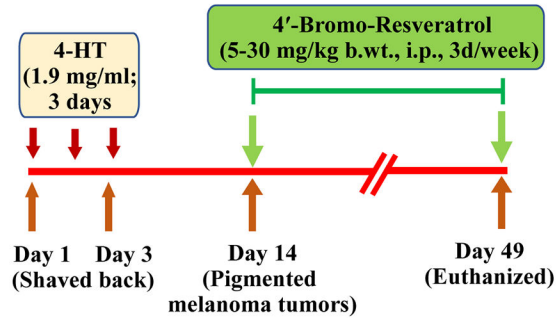 4-HT
(1.9 mg/ml;
3 days
4′-Bromo-Resveratrol
(5-30 mg/kg b.wt., i.p., 3d/week)
Day 1
Day 3
(Shaved back)
Day 14
(Pigmented
melanoma tumors)
Day 49
(Euthanized)